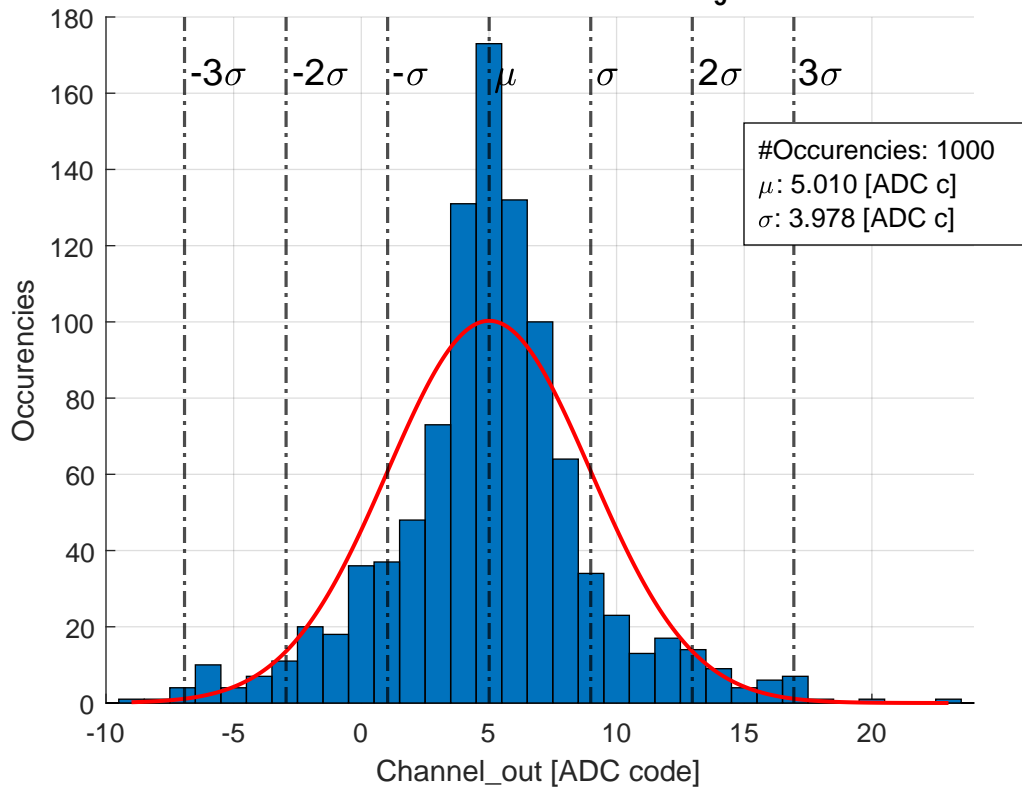 180
160
140
120
100
80
60
40
20
0
Occurencies
-3σ -2σ -σ μ σ 2σ 3σ
#Occurencies: 1000
μ: 5.010 [ADC c]
σ: 3.978 [ADC c]
-10 -5 0 5 10 15 20
Channel_out [ADC code]